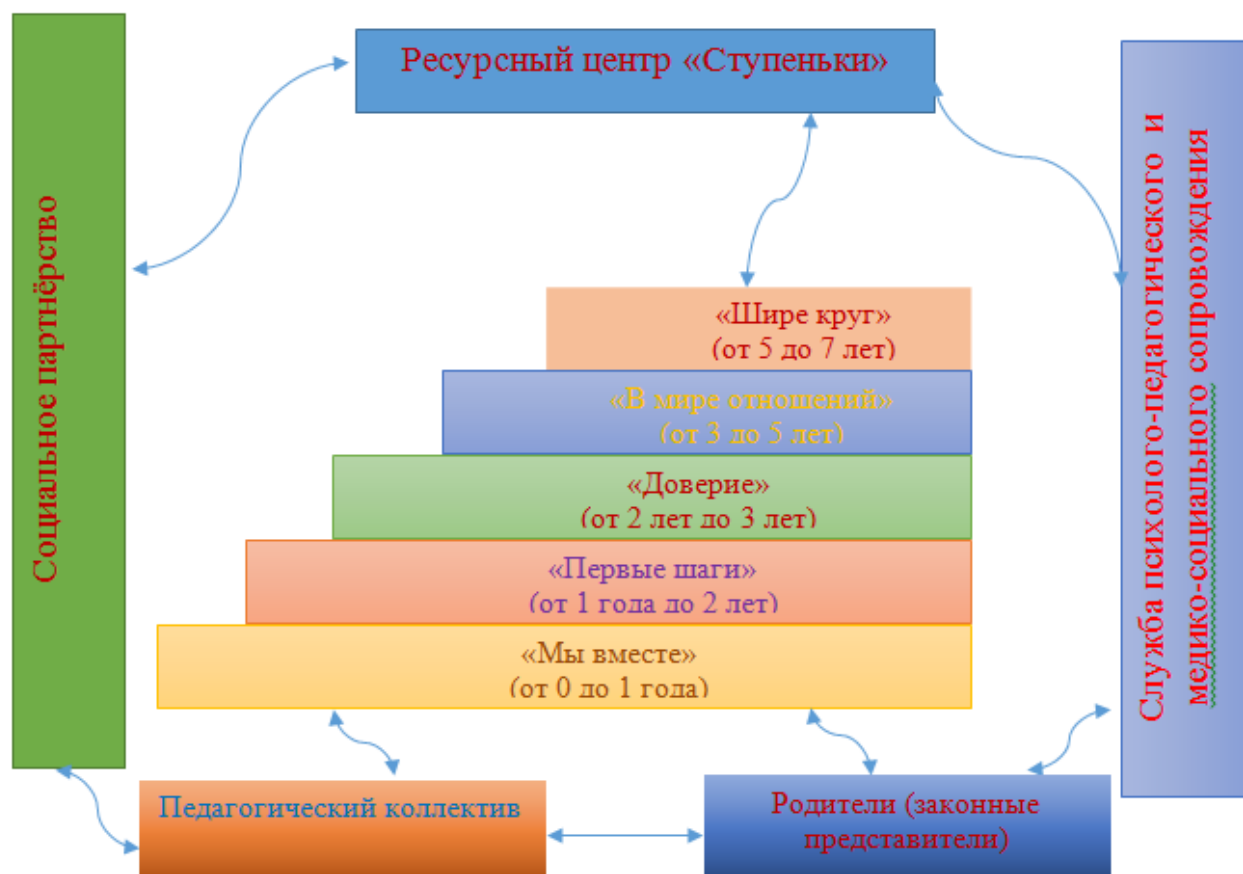 Ресурсный центр «Ступеньки»
Социальное партнёрство
Служба психолого-педагогического и
медико-социального сопровождения
«Шире круг»
(от 5 до 7 лет)
«В мире отношений»
(от 3 до 5 лет)
«Доверие»
(от 2 лет до 3 лет)
«Первые шаги»
(от 1 года до 2 лет)
«Мы вместе»
(от 0 до 1 года)
Педагогический коллектив
Родители (законные
представители)